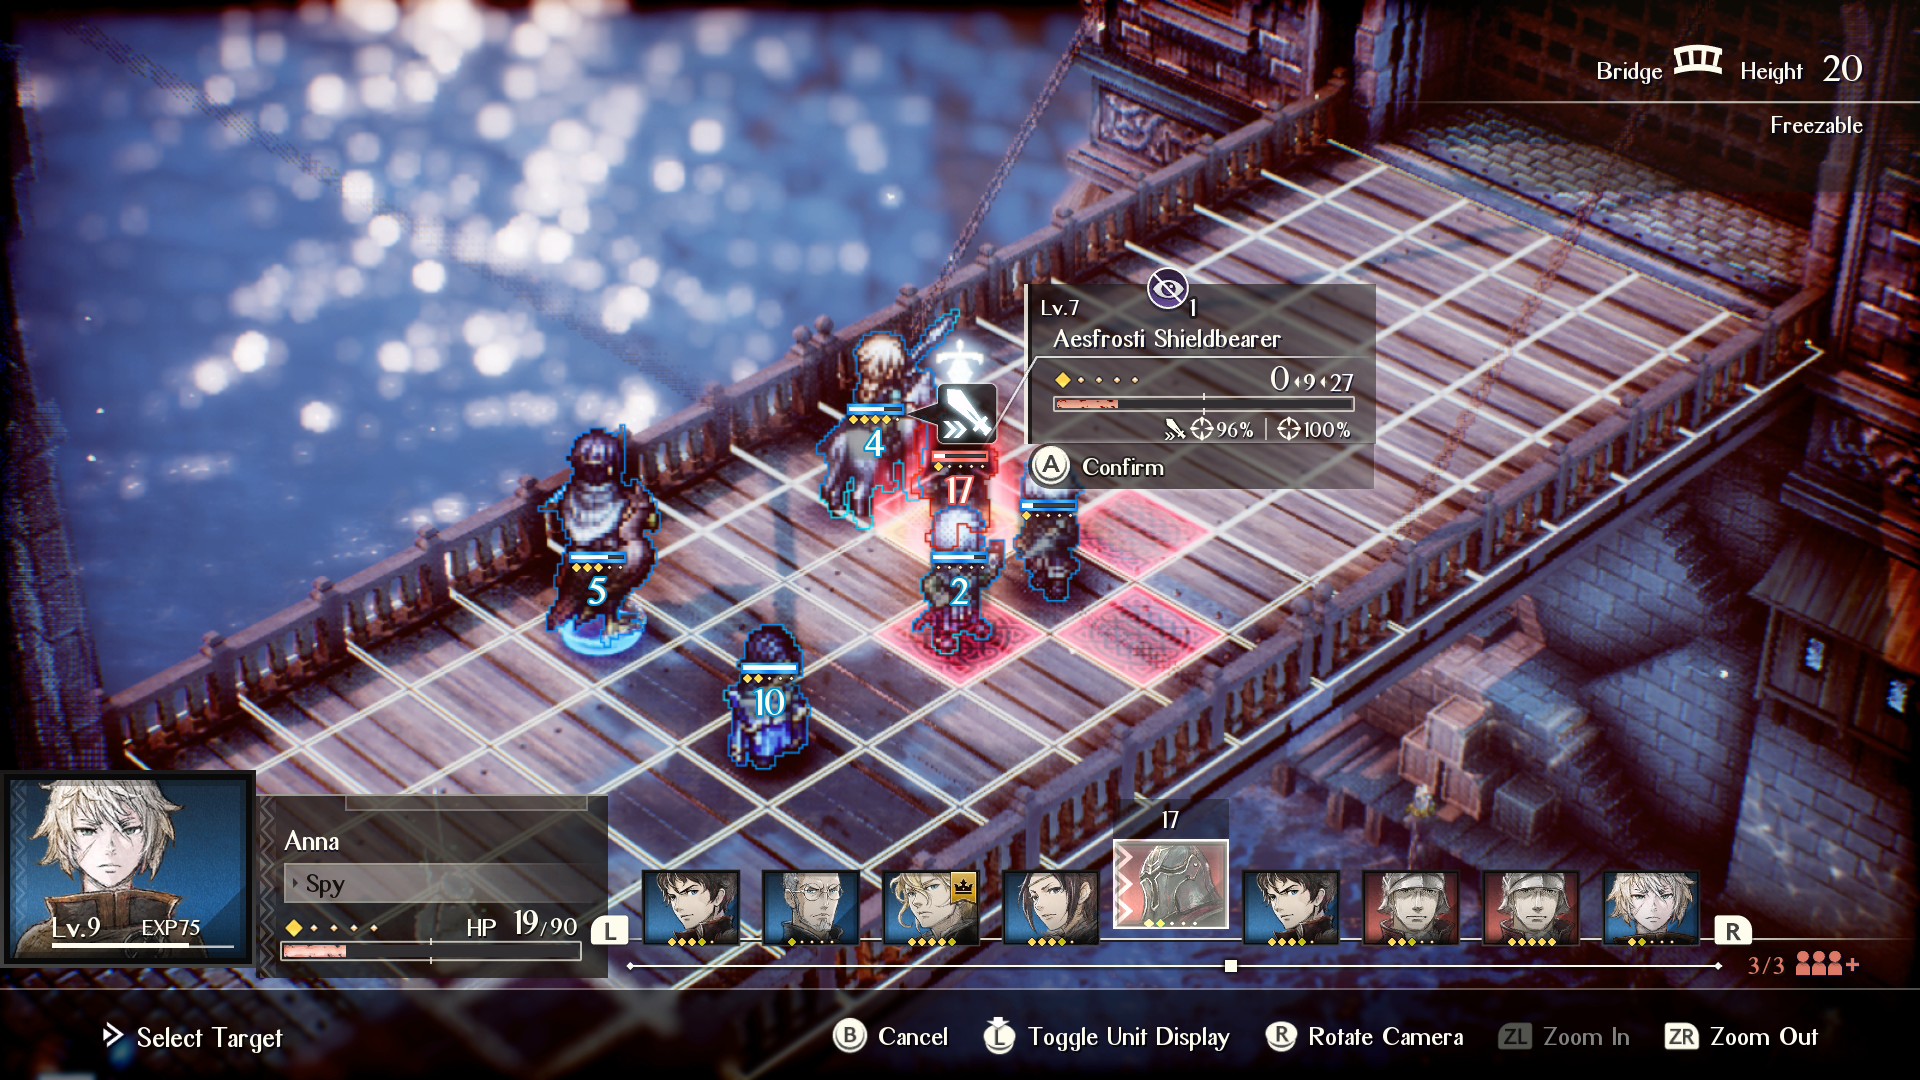 Bridge Height 20
Freezable
Lv.7 1
Aesfrosti Shieldbearer
0 9 27
96% 100%
A Confirm
4
17
5
2
10
Anna
Spy
Lv.9 EXP75
HP 19/90
L
17
R
3/3 +
Select Target
B Cancel
L Toggle Unit Display
R Rotate Camera
ZL Zoom In
ZR Zoom Out